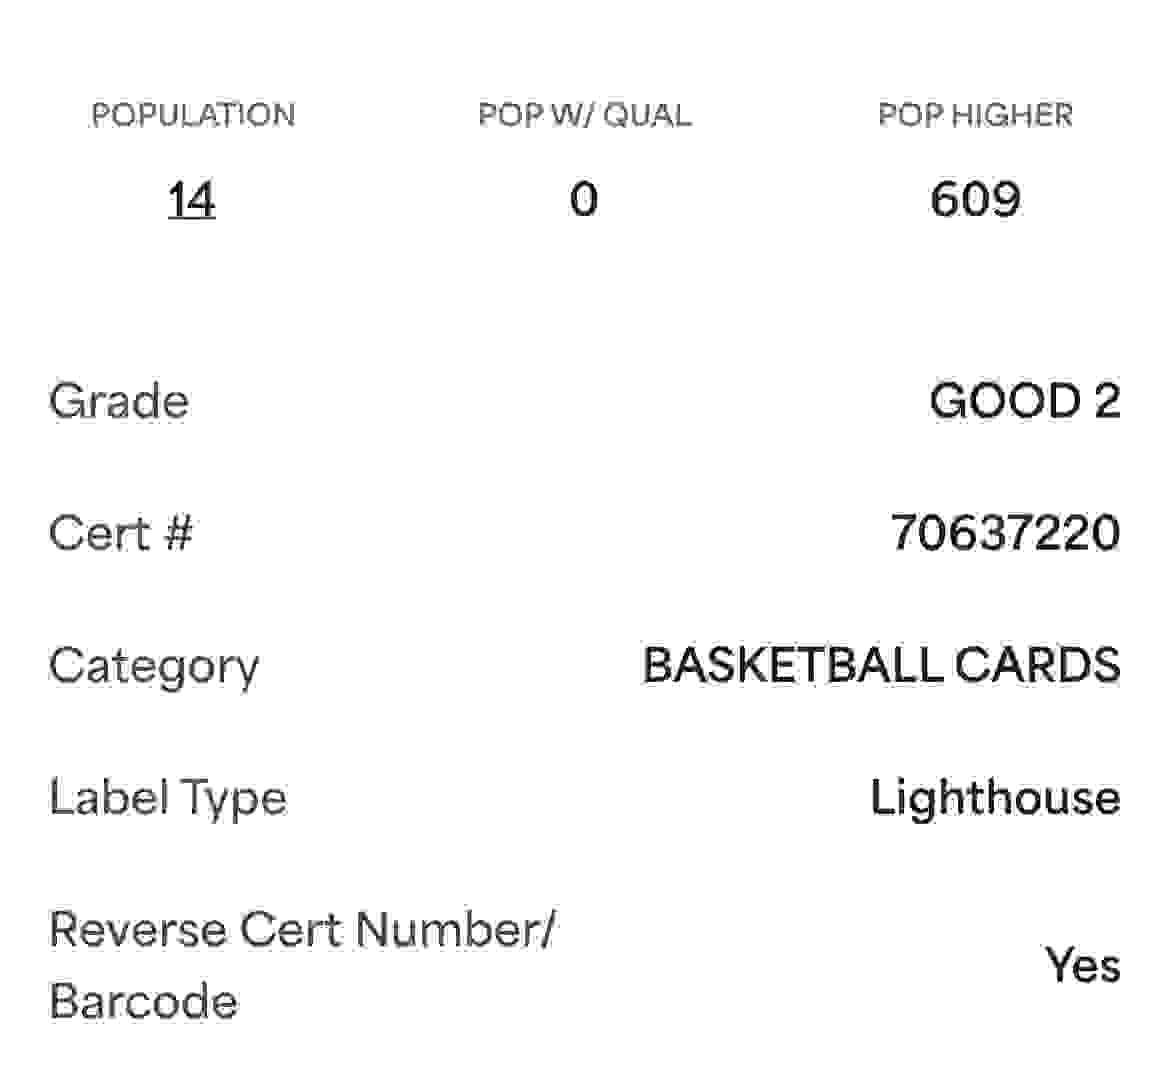 POPULATION POP W/ QUAL POP HIGHER
14 0 609
Grade GOOD 2
Cert # 70637220
Category BASKETBALL CARDS
Label Type Lighthouse
Reverse Cert Number/
Barcode Yes